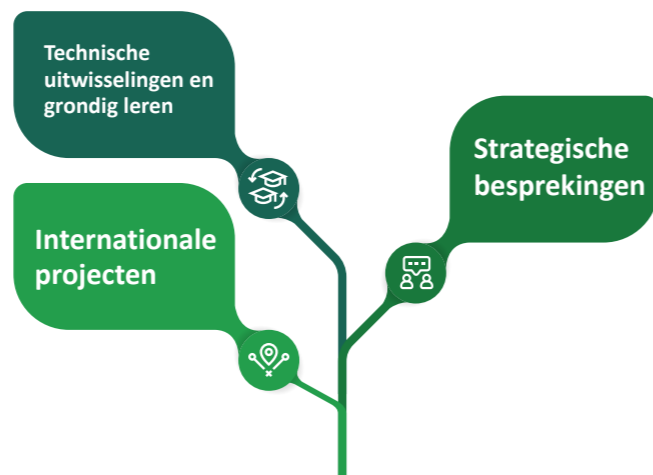 Technische
uitwisselingen en
grondig leren
Strategische
besprekingen
Internationale
projecten